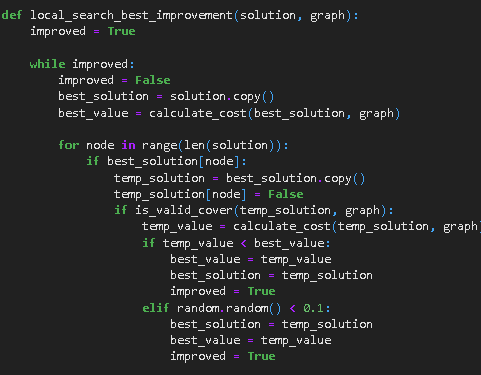 def local_search_best_improvement(solution, graph):
    improved = True

    while improved:
        improved = False
        best_solution = solution.copy()
        best_value = calculate_cost(best_solution, graph)

        for node in range(len(solution)):
            if best_solution[node]:
                temp_solution = best_solution.copy()
                temp_solution[node] = False
                if is_valid_cover(temp_solution, graph):
                    temp_value = calculate_cost(temp_solution, graph)
                    if temp_value < best_value:
                        best_value = temp_value
                        best_solution = temp_solution
                        improved = True
                    elif random.random() < 0.1:
                        best_solution = temp_solution
                        best_value = temp_value
                        improved = True